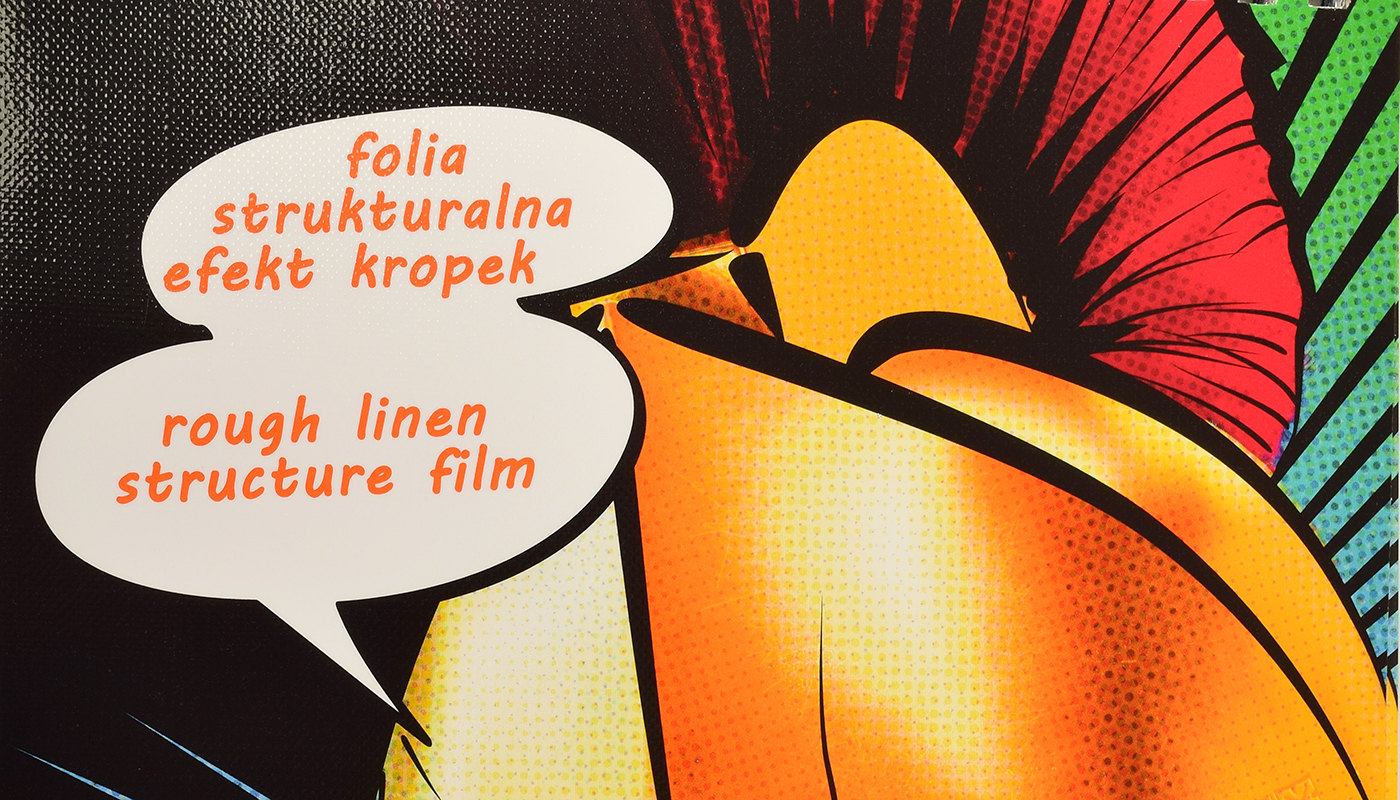 folia
strukturalna
efekt kropek
rough linen
structure film